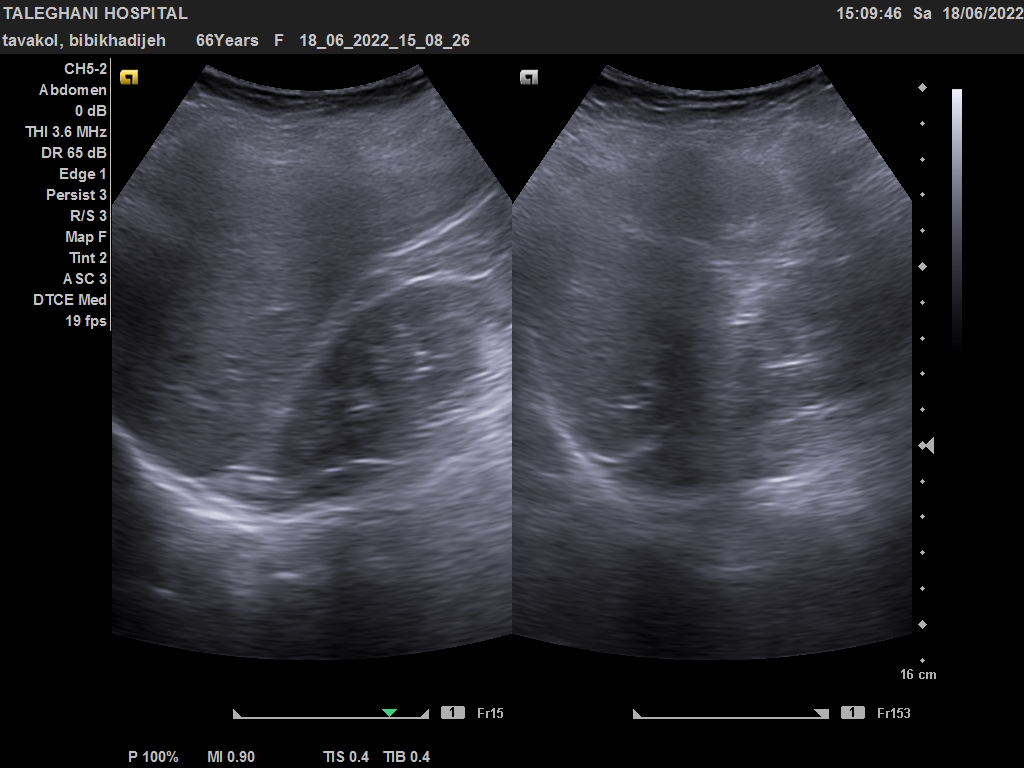 TALEGHANI HOSPITAL 15:09:46 Sa 18/06/2022
tavakol, bibikhadijeh 66Years F 18_06_2022_15_08_26
CH5-2
Abdomen
0 dB
THI 3.6 MHz
DR 65 dB
Edge 1
Persist 3
R/S 3
Map F
Tint 2
ASC 3
DTCE Med
19 fps
16 cm
1 Fr15 1 Fr153
P 100% MI 0.90 TIS 0.4 TIB 0.4